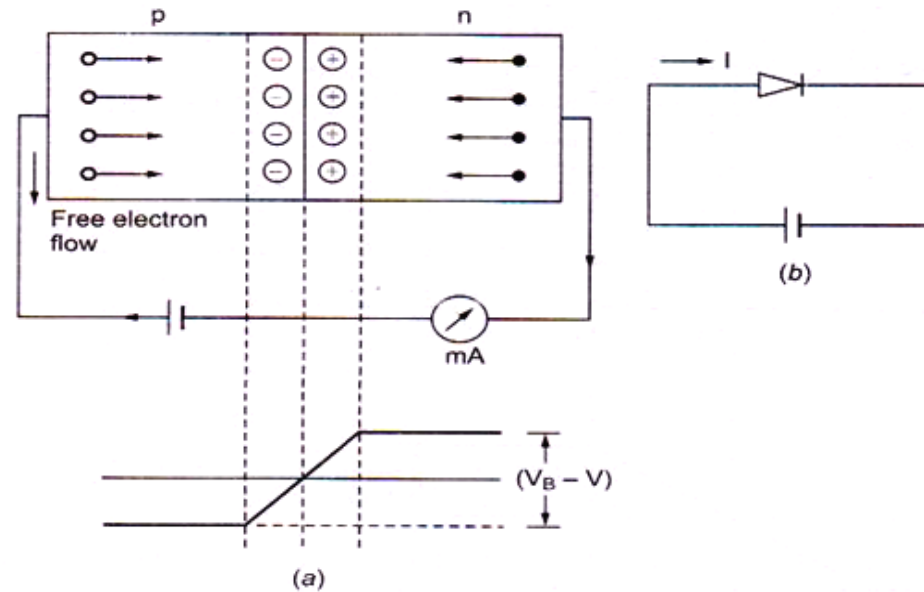 p
n
− +
− +
− +
− +
Free electron
flow
mA
(V_B − V)
(a)
I
(b)